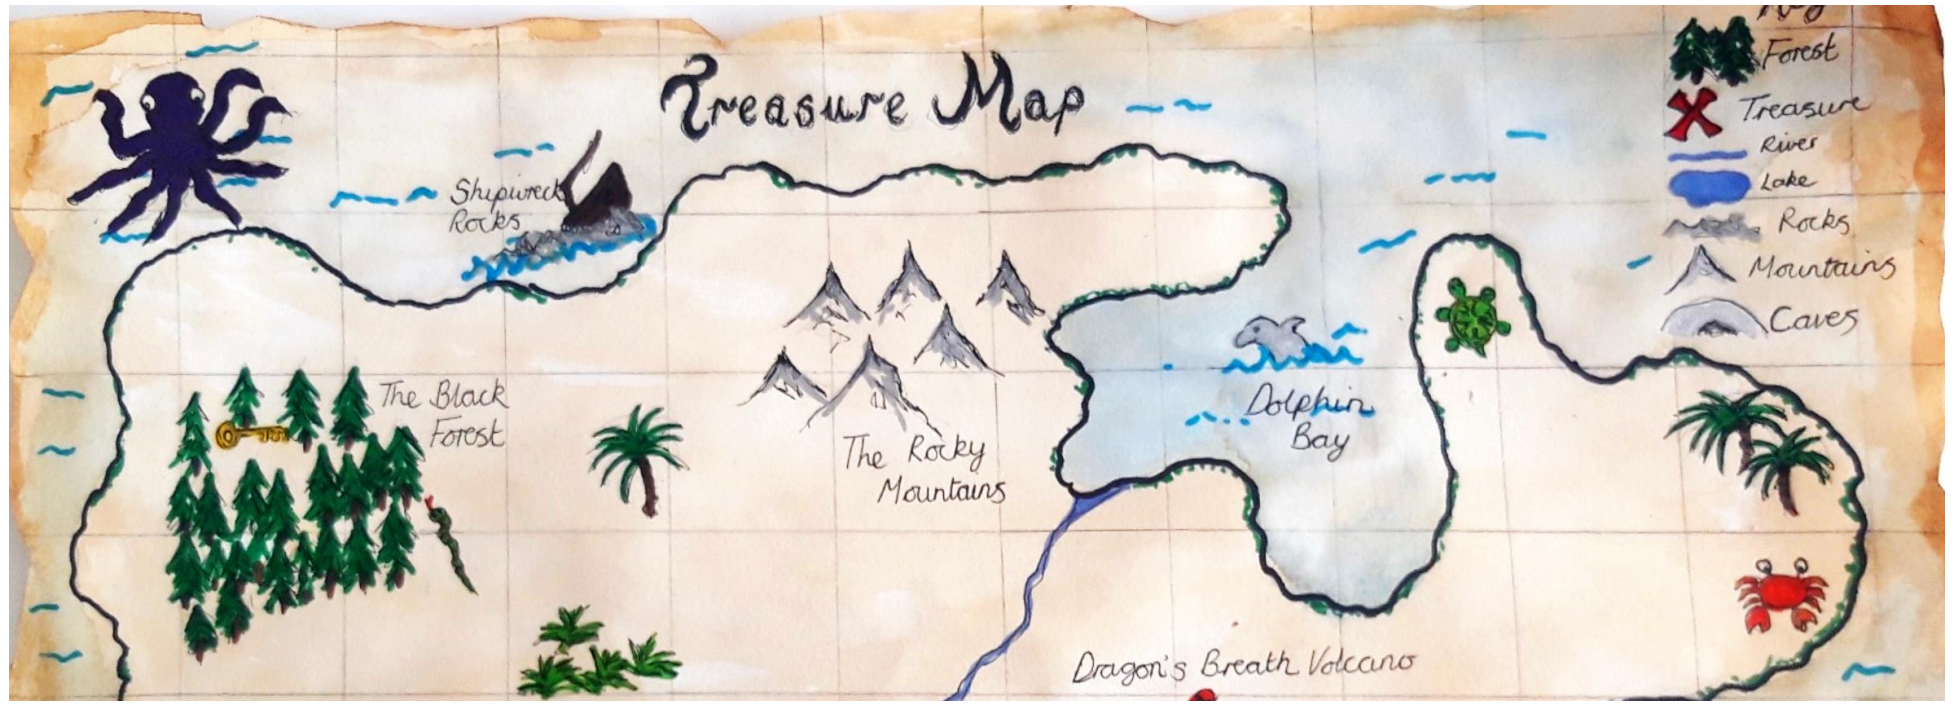 Treasure Map
Key
Forest
Treasure
River
Lake
Rocks
Mountains
Caves
Shipwreck
Rocks
The Black
Forest
The Rocky
Mountains
Dolphin
Bay
Dragon's Breath Volcano